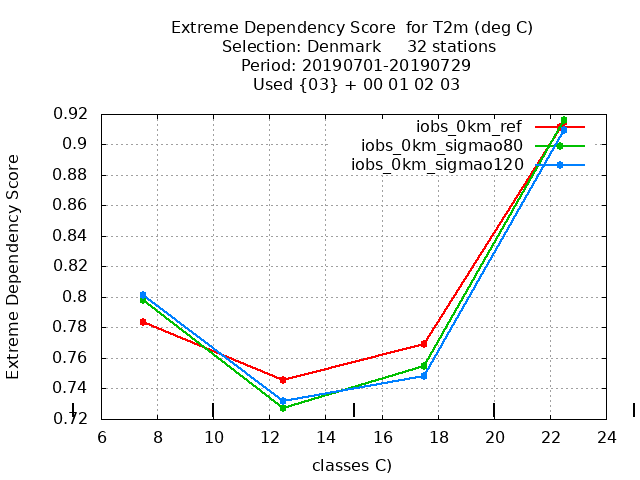 Extreme Dependency Score  for T2m (deg C)
Selection: Denmark     32 stations
Period: 20190701-20190729
Used {03} + 00 01 02 03
iobs_0km_ref
iobs_0km_sigmao80
iobs_0km_sigmao120
Extreme Dependency Score
0.92
0.9
0.88
0.86
0.84
0.82
0.8
0.78
0.76
0.74
0.72
6 8 10 12 14 16 18 20 22 24
classes C)